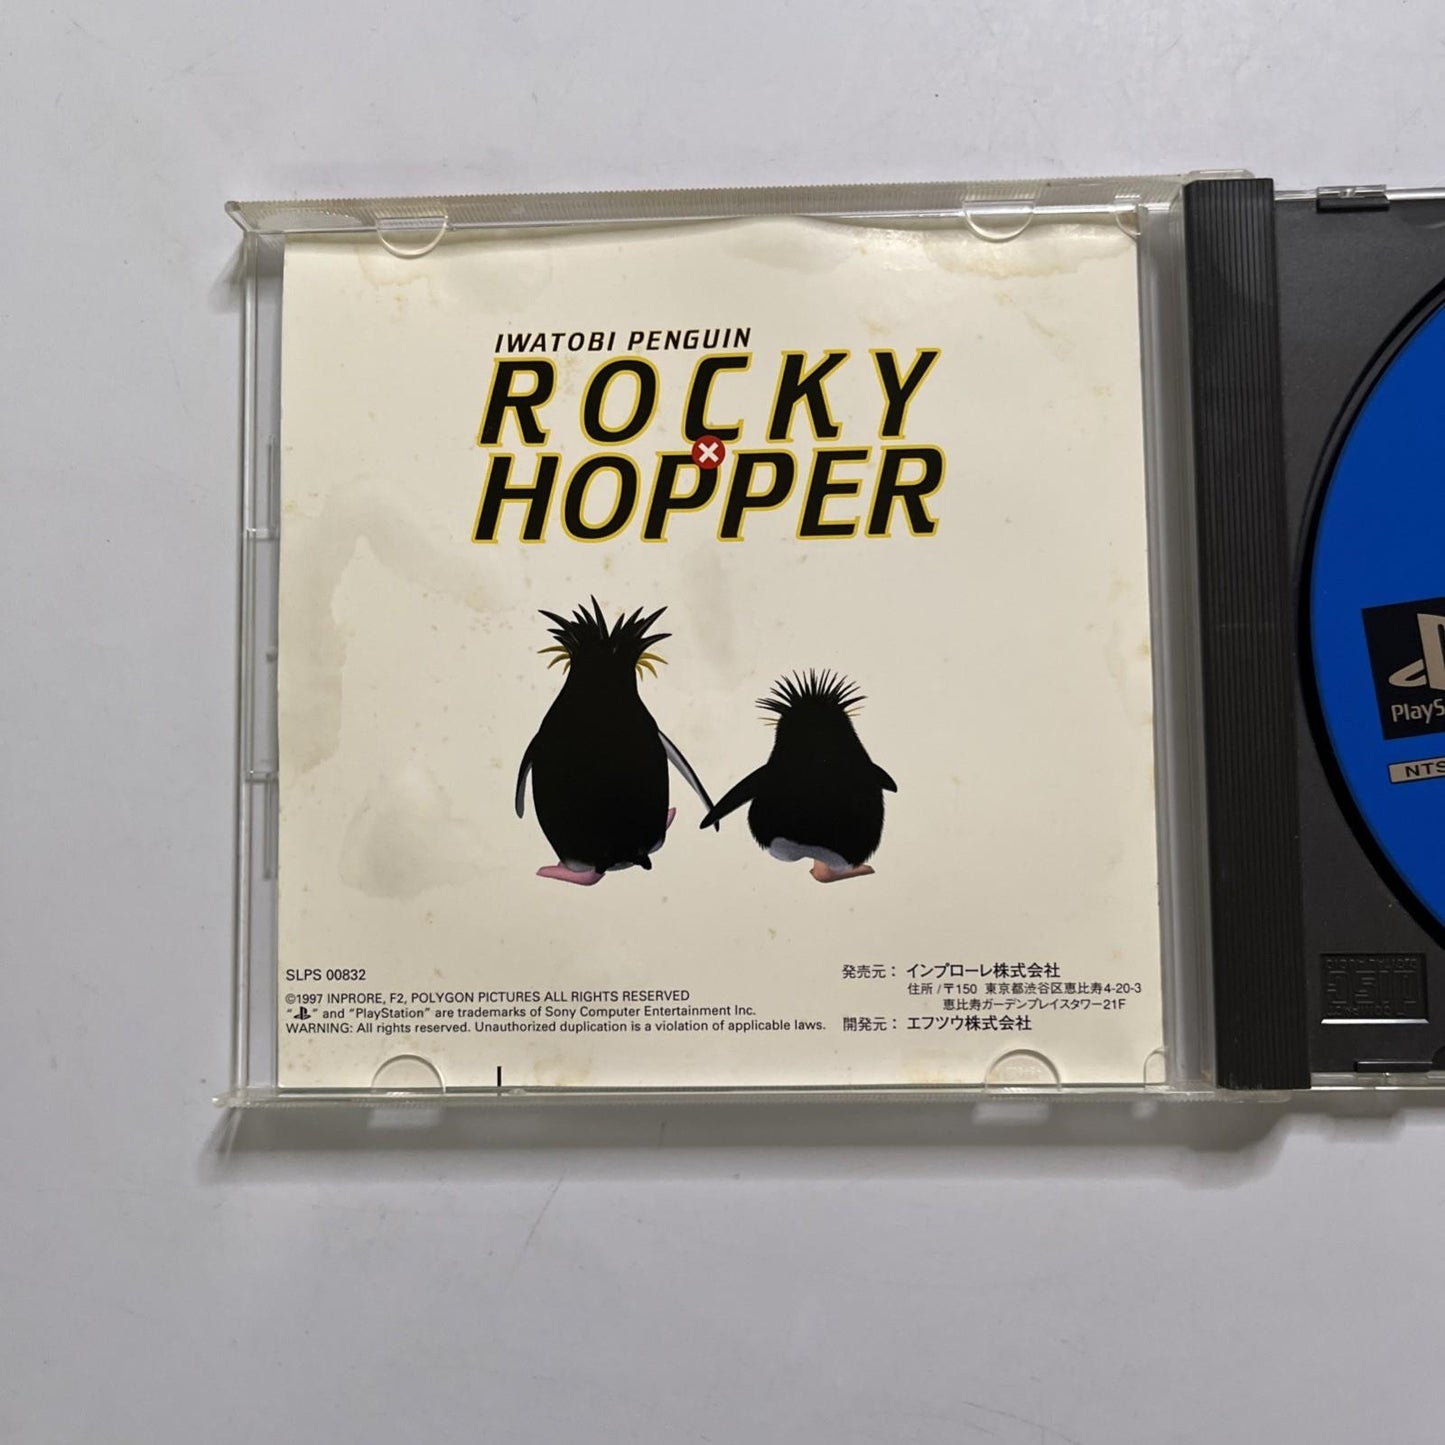 IWATOBI PENGUIN
ROCKY
×
HOPPER
SLPS 00832
©1997 INPRORE, F2, POLYGON PICTURES ALL RIGHTS RESERVED
“ ” and “PlayStation” are trademarks of Sony Computer Entertainment Inc.
WARNING: All rights reserved. Unauthorized duplication is a violation of applicable laws.
発売元：インプローレ株式会社
住所／〒150 東京都渋谷区恵比寿4-20-3
恵比寿ガーデンプレイスタワー21F
開発元：エフツウ株式会社
PlayS
NTS